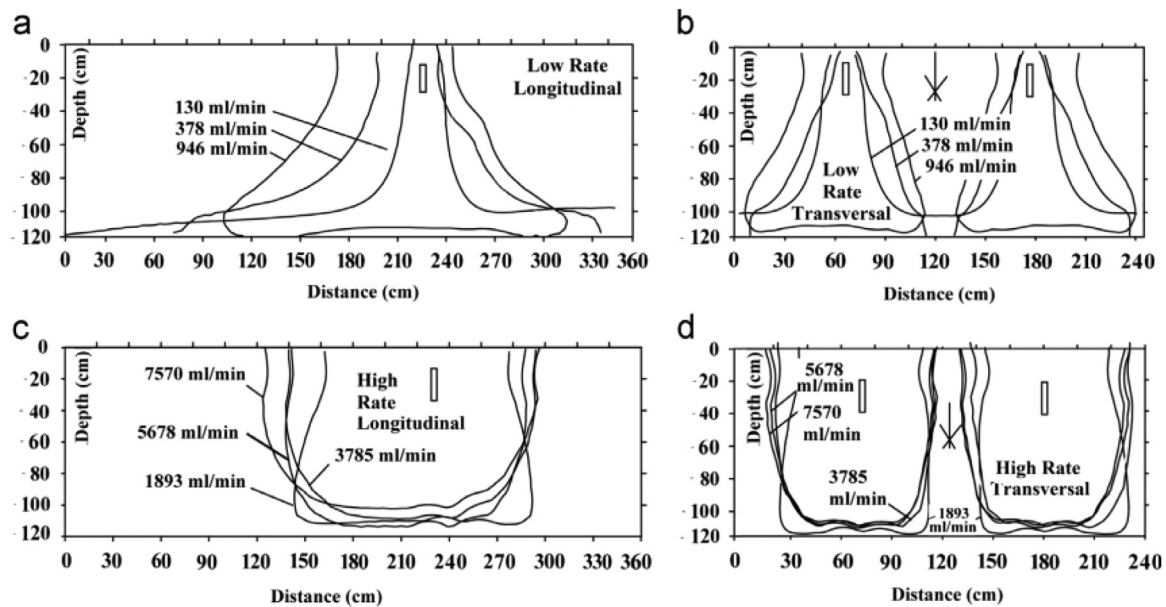 a
0
- 20
- 40
- 60
- 80
- 100
- 120
Depth (cm)
Low Rate
Longitudinal
130 ml/min
378 ml/min
946 ml/min
0 30 60 90 120 150 180 210 240 270 300 330 360
Distance (cm)
b
0
- 20
- 40
- 60
- 80
- 100
- 120
Depth (cm)
130 ml/min
378 ml/min
946 ml/min
Low
Rate
Transversal
0 30 60 90 120 150 180 210 240
Distance (cm)
c
0
- 20
- 40
- 60
- 80
- 100
- 120
Depth (cm)
7570 ml/min
5678 ml/min
1893 ml/min
3785 ml/min
High
Rate
Longitudinal
0 30 60 90 120 150 180 210 240 270 300 330 360
Distance (cm)
d
0
- 20
- 40
- 60
- 80
- 100
- 120
Depth (cm)
5678
ml/min
7570
ml/min
3785
ml/min
1893
ml/min
High Rate
Transversal
0 30 60 90 120 150 180 210 240
Distance (cm)